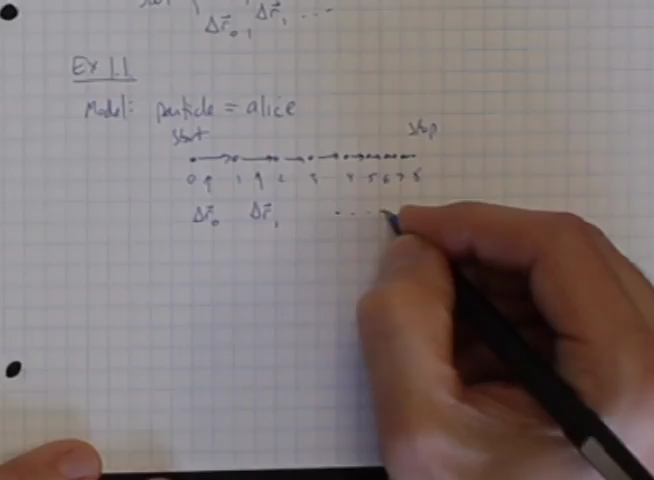 Δr⃗₀, Δr⃗₁ ...
Ex 1.1
Model: particle = alice
start stop
0 1 2 3 4 5 6 7 8
Δr⃗₀ Δr⃗₁ ....